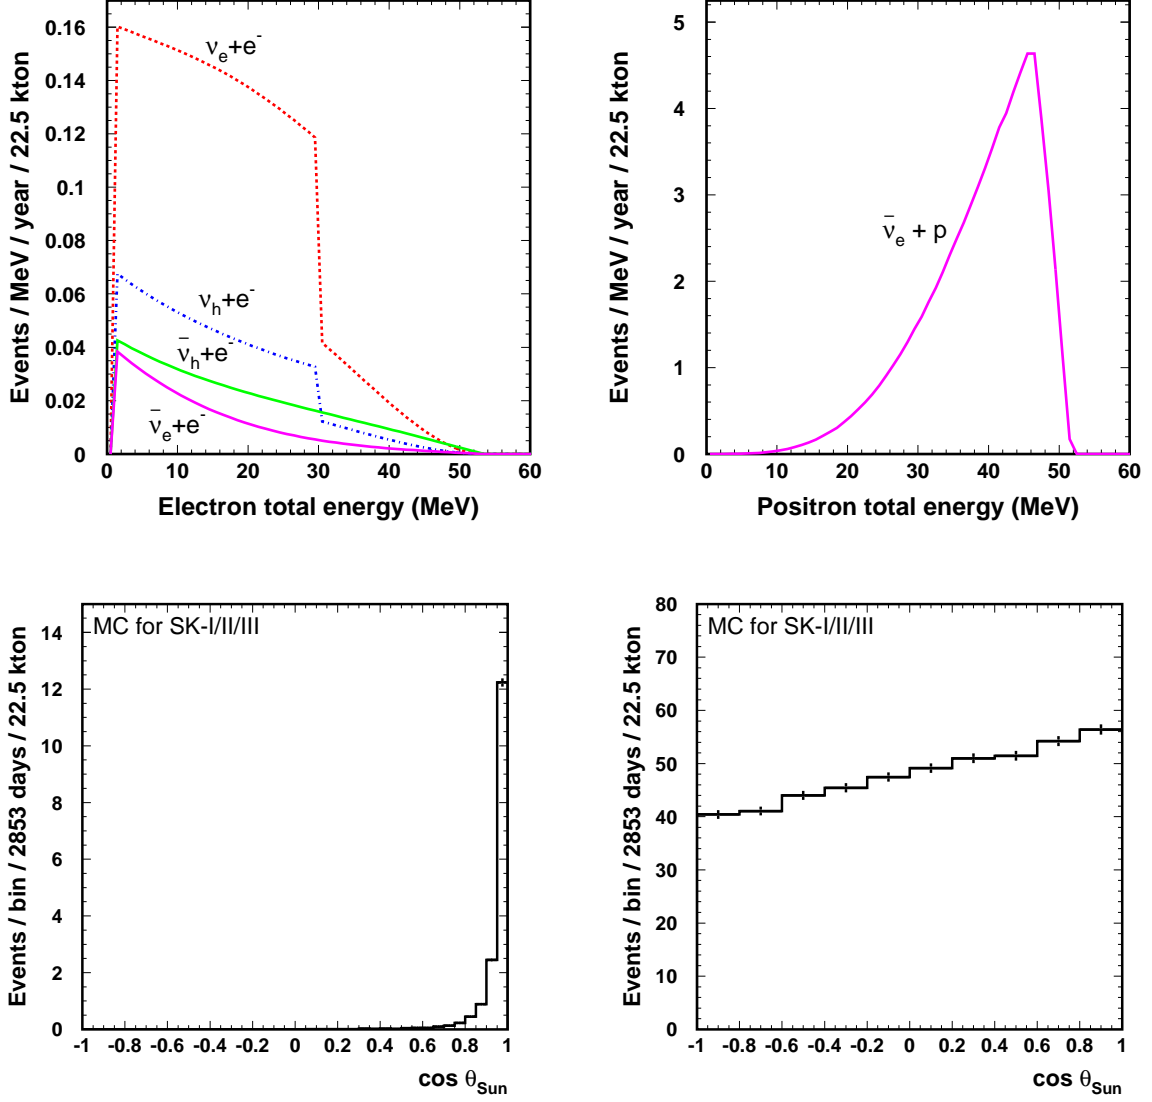 Events / MeV / year / 22.5 kton
0.16
0.14
0.12
0.1
0.08
0.06
0.04
0.02
0
νe+e-
νh+e-
ν̄h+e-
ν̄e+e-
0 10 20 30 40 50 60
Electron total energy (MeV)
Events / MeV / year / 22.5 kton
5
4
3
2
1
0
ν̄e + p
0 10 20 30 40 50 60
Positron total energy (MeV)
Events / bin / 2853 days / 22.5 kton
MC for SK-I/II/III
14
12
10
8
6
4
2
0
-1 -0.8 -0.6 -0.4 -0.2 0 0.2 0.4 0.6 0.8 1
cos θSun
Events / bin / 2853 days / 22.5 kton
MC for SK-I/II/III
80
70
60
50
40
30
20
10
0
-1 -0.8 -0.6 -0.4 -0.2 0 0.2 0.4 0.6 0.8 1
cos θSun